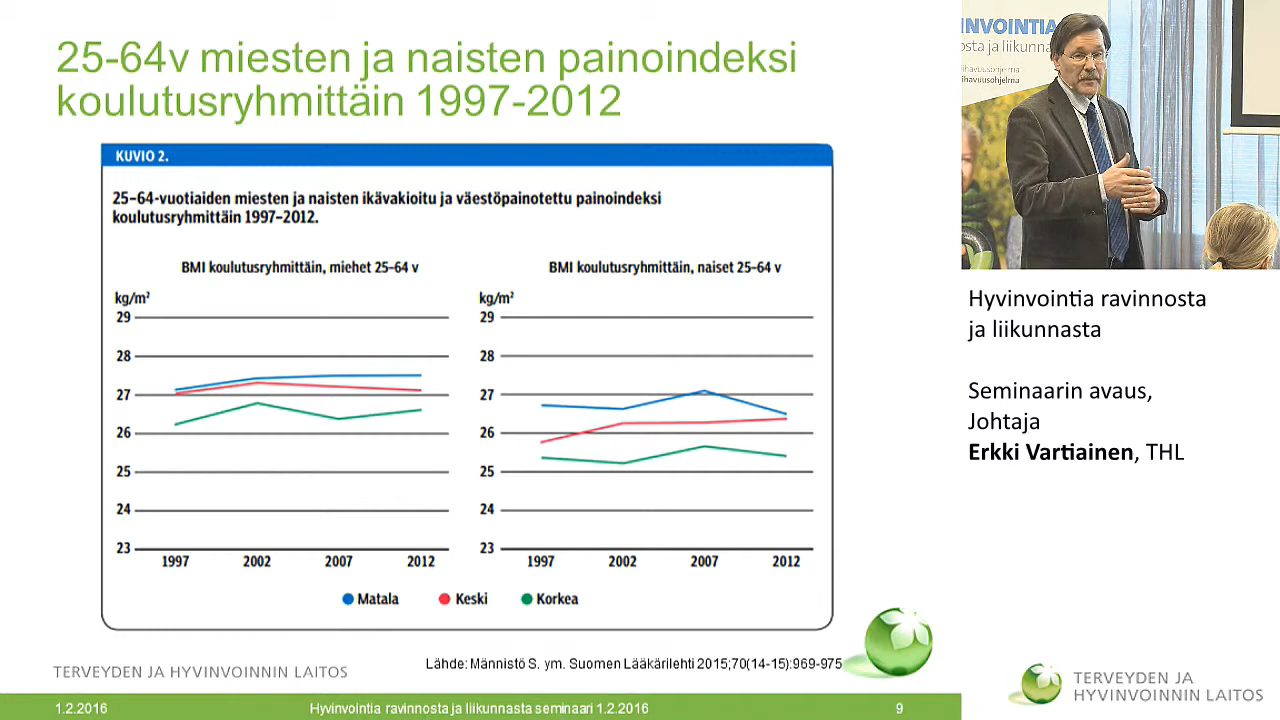 25-64v miesten ja naisten painoindeksi
koulutusryhmittäin 1997-2012
KUVIO 2.
25–64-vuotiaiden miesten ja naisten ikävakioitu ja väestöpainotettu painoindeksi
koulutusryhmittäin 1997–2012.
BMI koulutusryhmittäin, miehet 25–64 v
kg/m²
29
28
27
26
25
24
23
1997 2002 2007 2012
BMI koulutusryhmittäin, naiset 25–64 v
kg/m²
29
28
27
26
25
24
23
1997 2002 2007 2012
Matala Keski Korkea
Lähde: Männistö S. ym. Suomen Lääkärilehti 2015;70(14-15):969-975
TERVEYDEN JA HYVINVOINNIN LAITOS
1.2.2016 Hyvinvointia ravinnosta ja liikunnasta seminaari 1.2.2016 9
INVOINTIA
osta ja liikunna
lihavuusohjelma
Hyvinvointia ravinnosta
ja liikunnasta
Seminaarin avaus,
Johtaja
Erkki Vartiainen, THL
TERVEYDEN JA
HYVINVOINNIN LAITOS